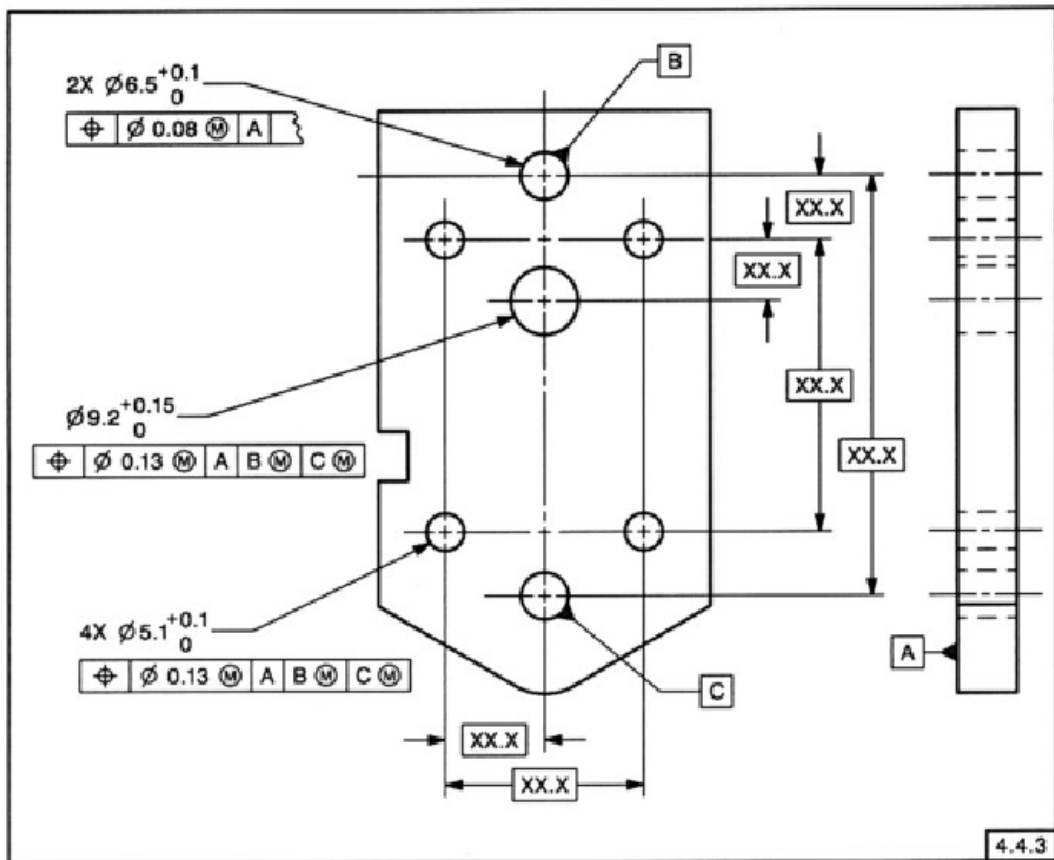 B
2X Ø6.5 +0.1
0
⌖ Ø 0.08 Ⓜ A
XX.X
XX.X
XX.X
Ø9.2 +0.15
0
⌖ Ø 0.13 Ⓜ A B Ⓜ C Ⓜ
XX.X
4X Ø5.1 +0.1
0
⌖ Ø 0.13 Ⓜ A B Ⓜ C Ⓜ
A
C
XX.X
XX.X
4.4.3